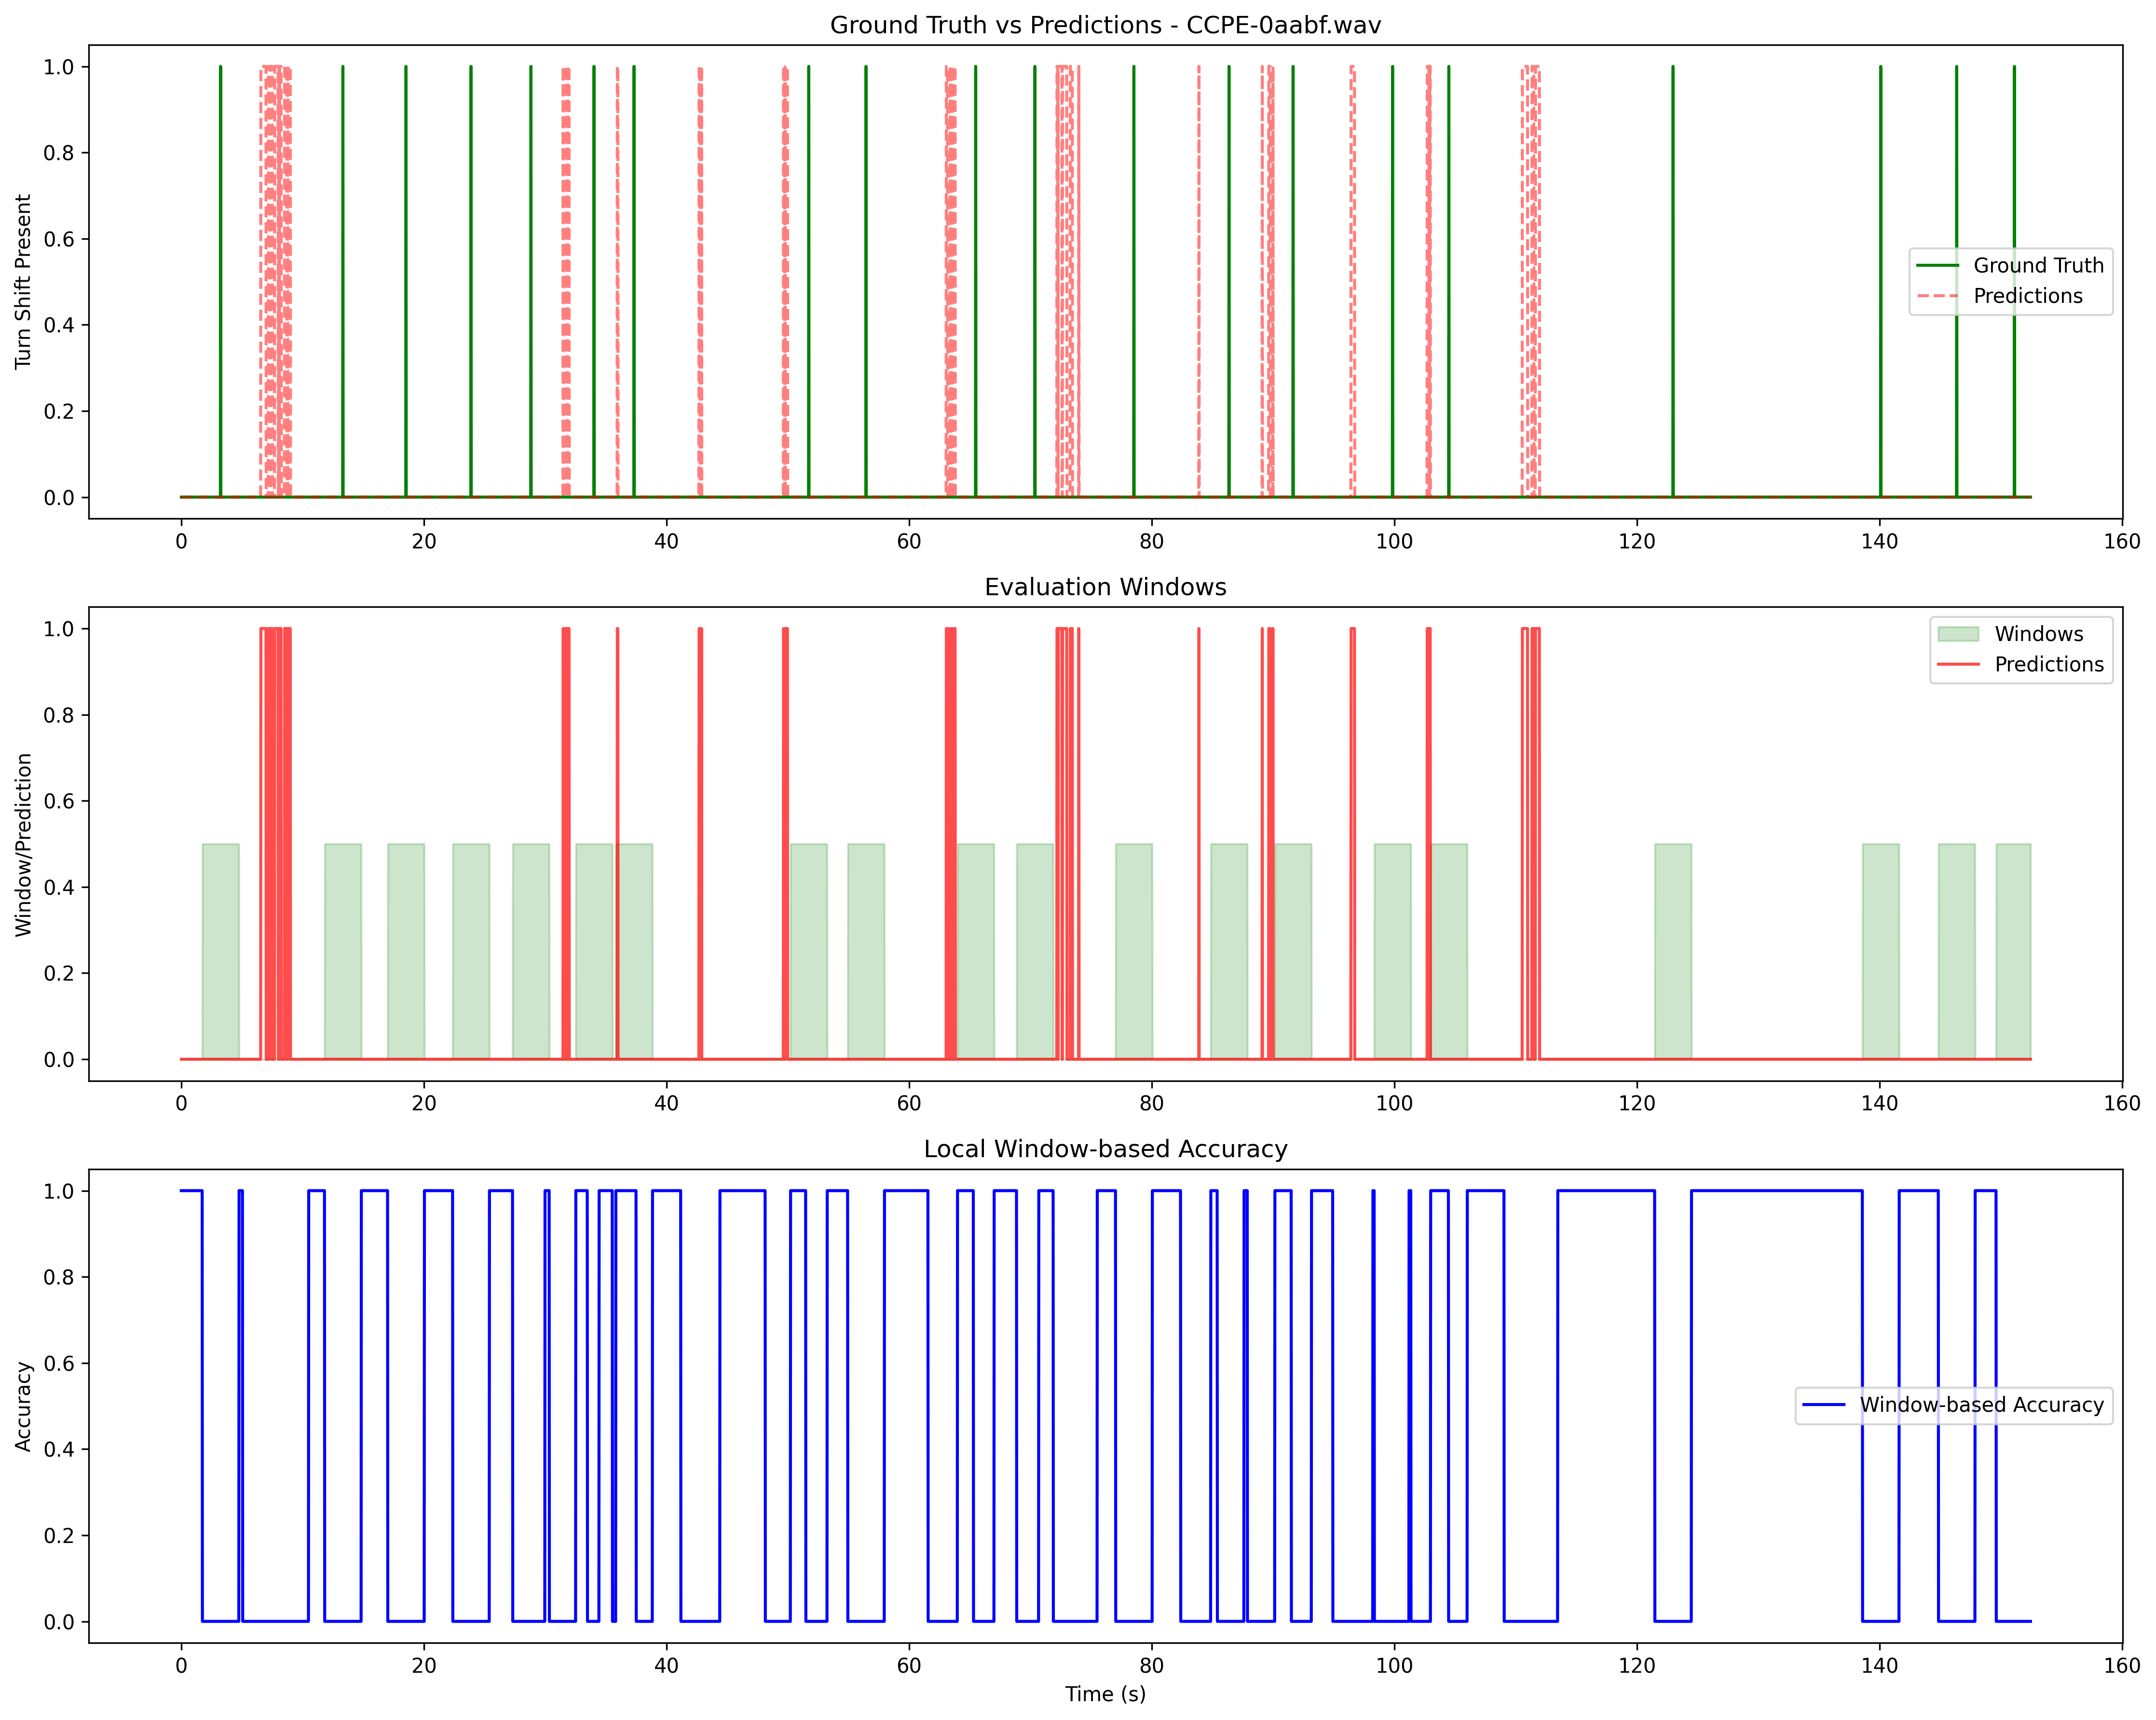 Ground Truth vs Predictions - CCPE-0aabf.wav
1.0
0.8
0.6
0.4
0.2
0.0
Turn Shift Present
Ground Truth
Predictions
0 20 40 60 80 100 120 140 160
Evaluation Windows
1.0
0.8
0.6
0.4
0.2
0.0
Window/Prediction
Windows
Predictions
0 20 40 60 80 100 120 140 160
Local Window-based Accuracy
1.0
0.8
0.6
0.4
0.2
0.0
Accuracy
Window-based Accuracy
0 20 40 60 80 100 120 140 160
Time (s)